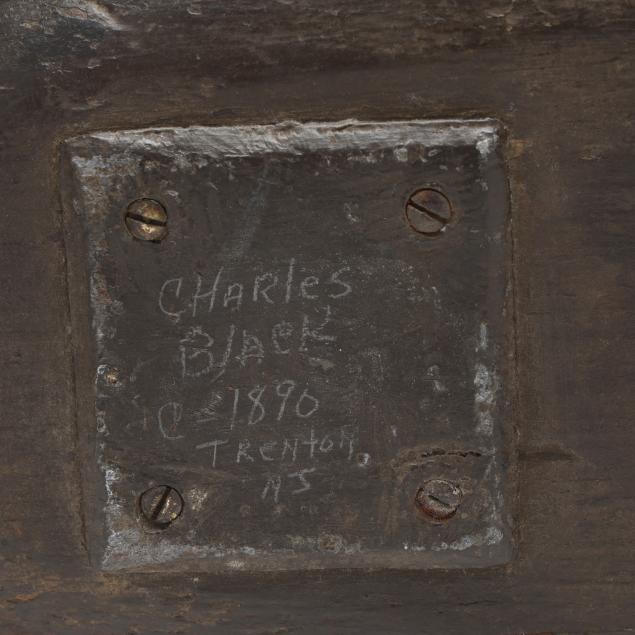 CHArles
BlAcK
C-1890
TRENTON,
NJ